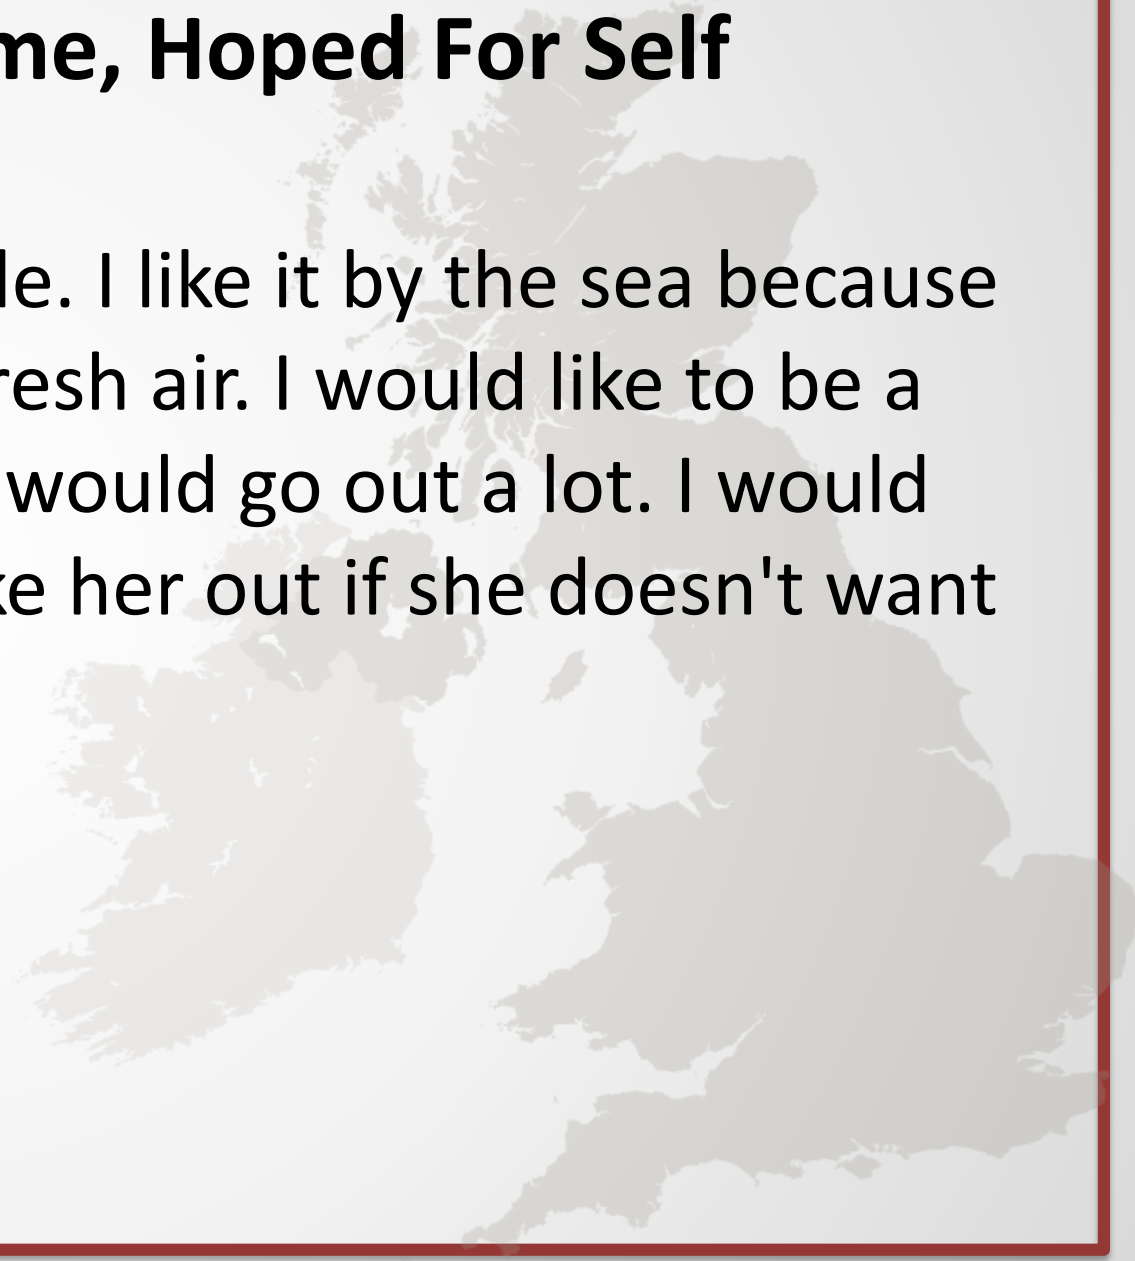 me, Hoped For Self
le. I like it by the sea because
resh air. I would like to be a
would go out a lot. I would
ke her out if she doesn't want